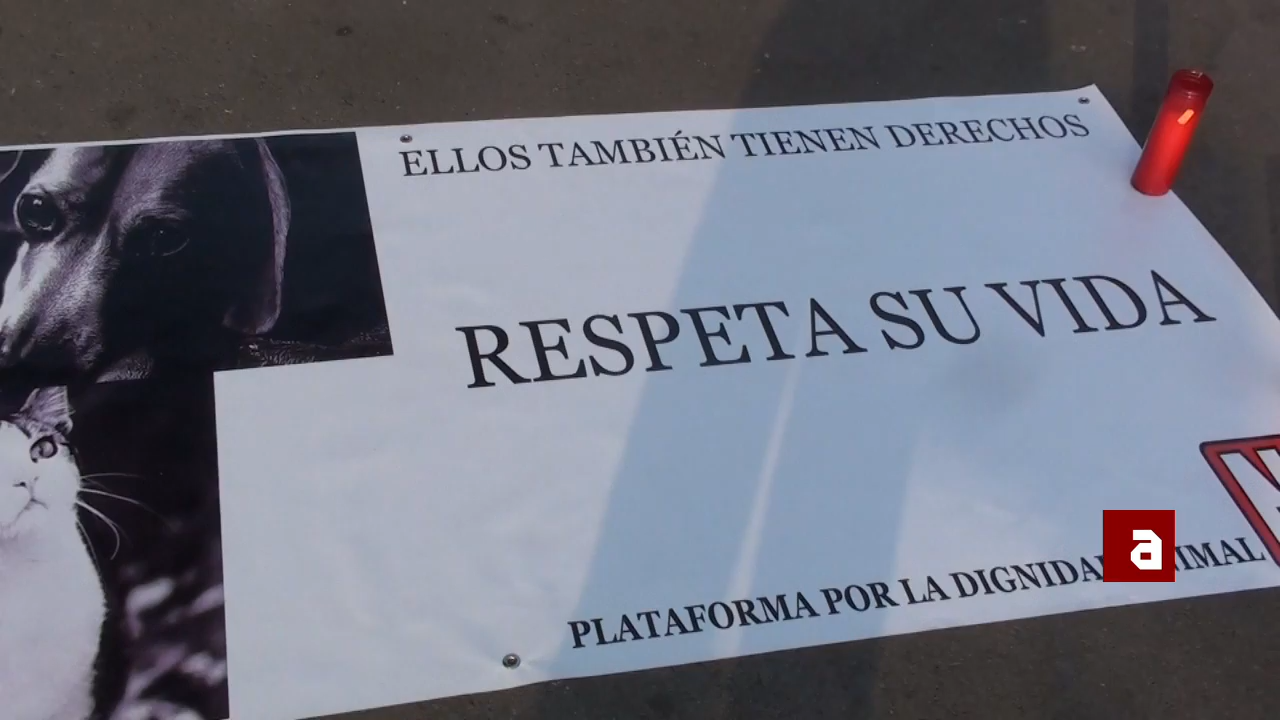 ELLOS TAMBIÉN TIENEN DERECHOS
RESPETA SU VIDA
PLATAFORMA POR LA DIGNIDAD ANIMAL
a